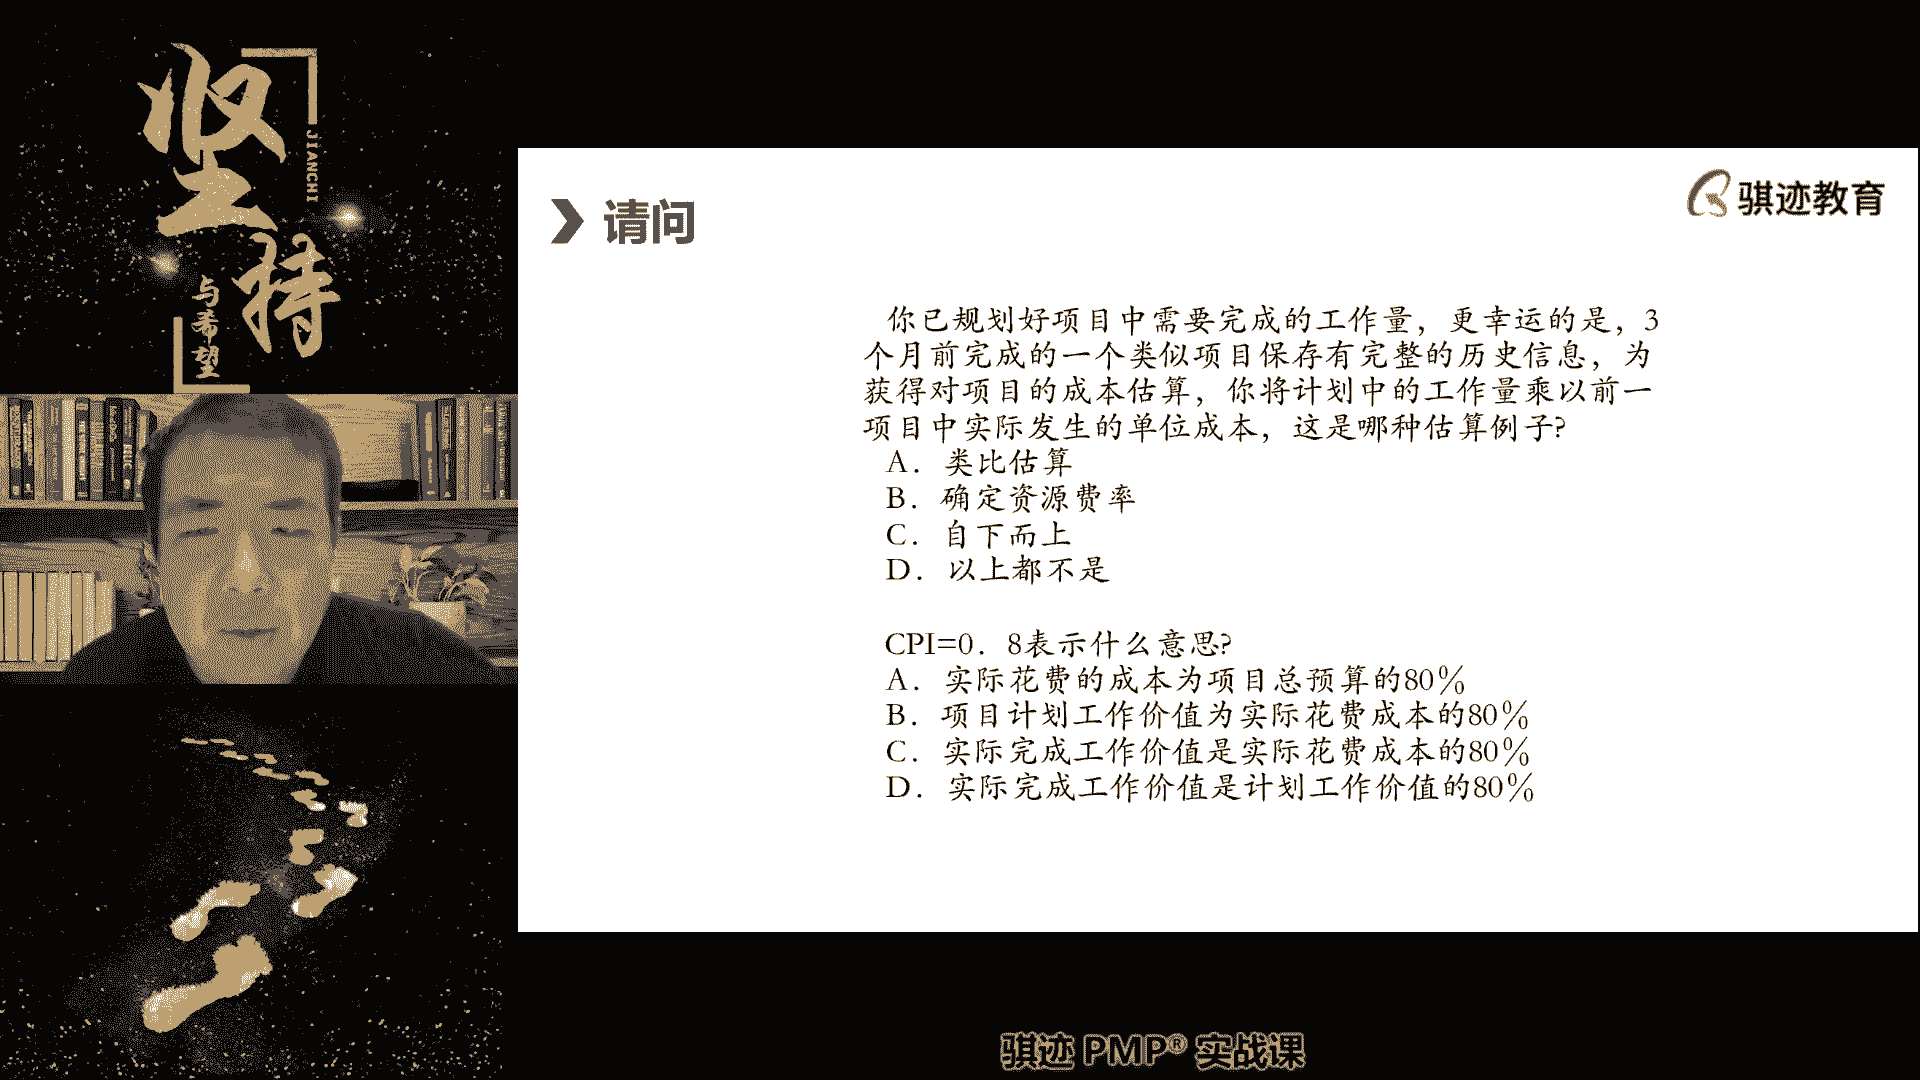 坚持
JIANCHI
与希望
请问
骐迹教育
你已规划好项目中需要完成的工作量，更幸运的是，3
个月前完成的一个类似项目保存有完整的历史信息，为
获得对项目的成本估算，你将计划中的工作量乘以前一
项目中实际发生的单位成本，这是哪种估算例子?
A．类比估算
B．确定资源费率
C．自下而上
D．以上都不是
CPI=0．8表示什么意思?
A．实际花费的成本为项目总预算的80%
B．项目计划工作价值为实际花费成本的80%
C．实际完成工作价值是实际花费成本的80%
D．实际完成工作价值是计划工作价值的80%
骐迹 PMP® 实战课